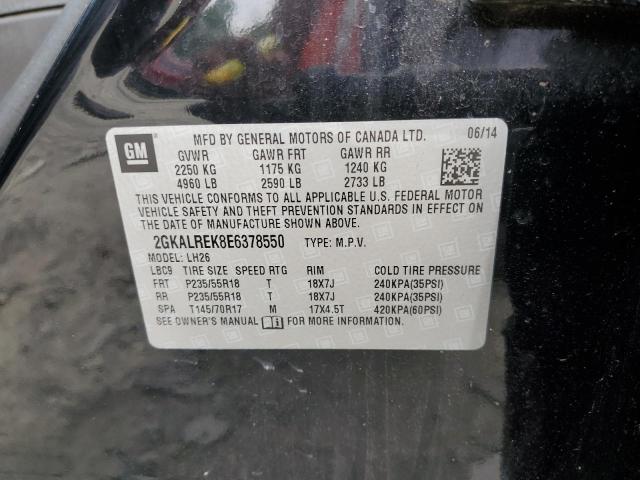 GM
MFD BY GENERAL MOTORS OF CANADA LTD. 06/14
GVWR GAWR FRT GAWR RR
2250 KG 1175 KG 1240 KG
4960 LB 2590 LB 2733 LB
THIS VEHICLE CONFORMS TO ALL APPLICABLE U.S. FEDERAL MOTOR
VEHICLE SAFETY AND THEFT PREVENTION STANDARDS IN EFFECT ON
THE DATE OF MANUFACTURE SHOWN ABOVE.
2GKALREK8E6378550 TYPE: M.P.V.
MODEL: LH26
LBC9 TIRE SIZE SPEED RTG RIM COLD TIRE PRESSURE
FRT P235/55R18 T 18X7J 240KPA(35PSI)
RR P235/55R18 T 18X7J 240KPA(35PSI)
SPA T145/70R17 M 17X4.5T 420KPA(60PSI)
SEE OWNER'S MANUAL FOR MORE INFORMATION.